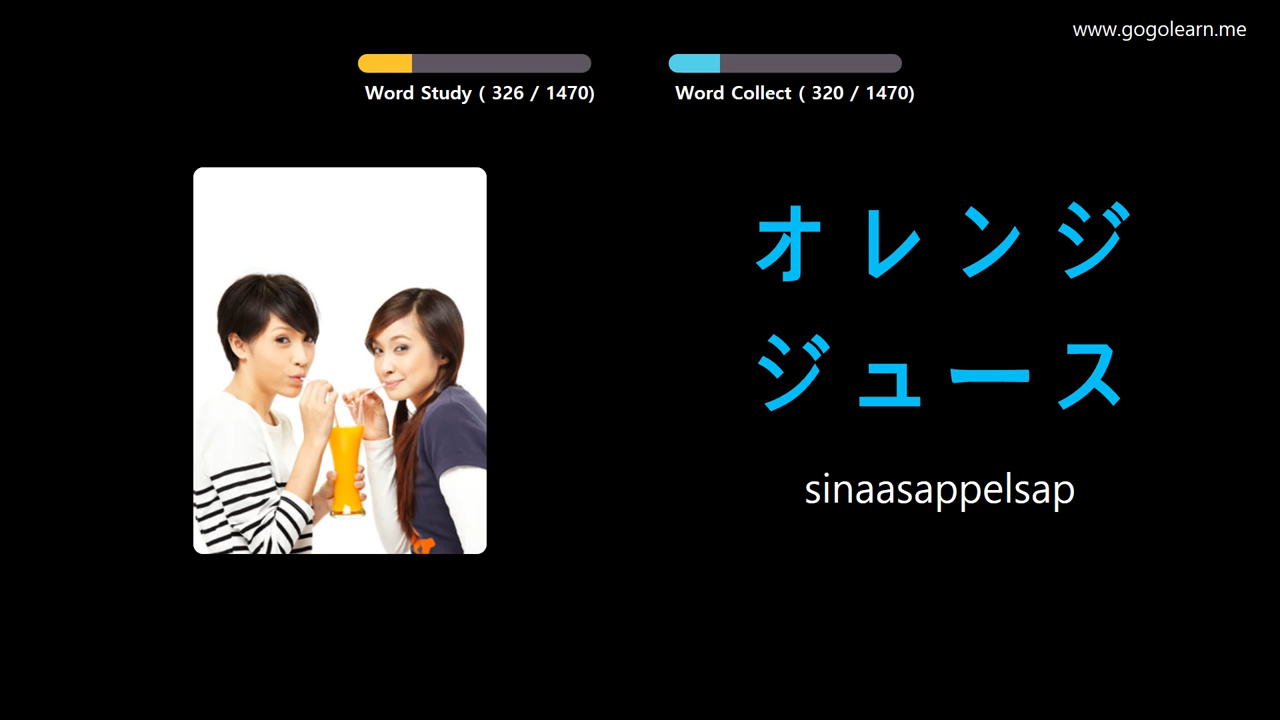 www.gogolearn.me
Word Study ( 326 / 1470)
Word Collect ( 320 / 1470)
オレンジ
ジュース
sinaasappelsap